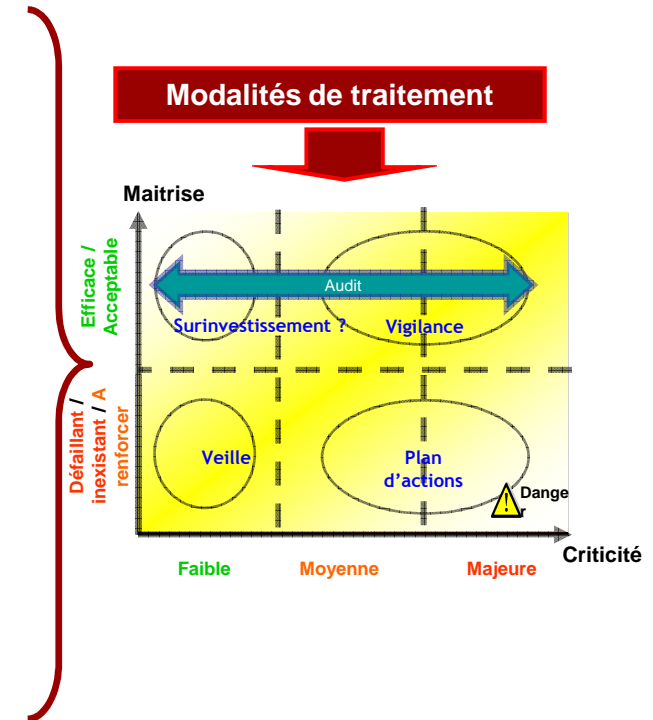 Modalités de traitement
Maitrise
Efficace /
Acceptable
Audit
Surinvestissement ?
Vigilance
Défaillant /
inexistant / A
renforcer
Veille
Plan
d'actions
!
Dange
r
Criticité
Faible
Moyenne
Majeure